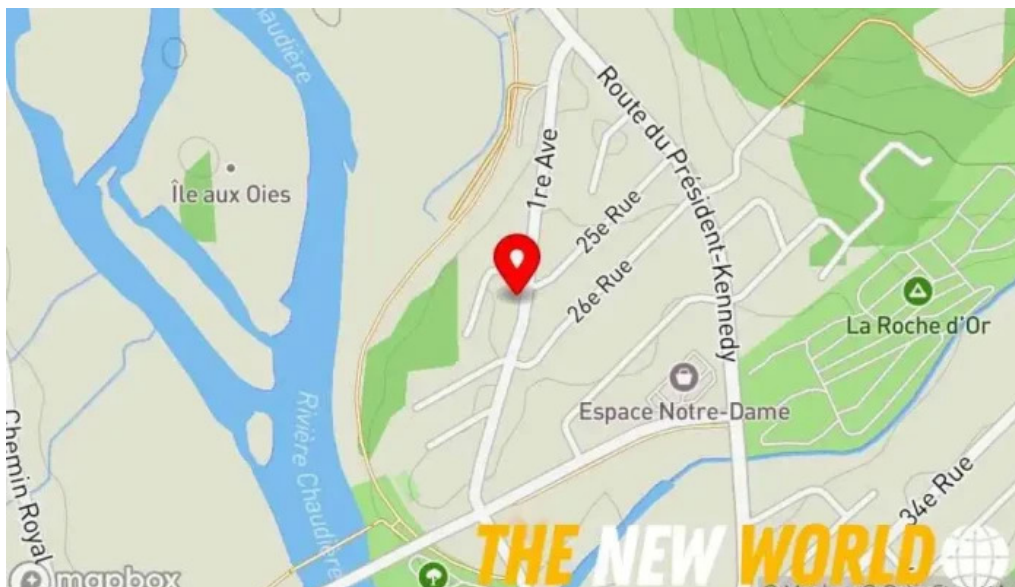 Chaudière
Route du Président-Kennedy
1re Ave
Île aux Oies
25e Rue
26e Rue
La Roche d'Or
Espace Notre-Dame
Rivière Chaudière
Chemin Royal
34e Rue
THE NEW WORLD
mapbox